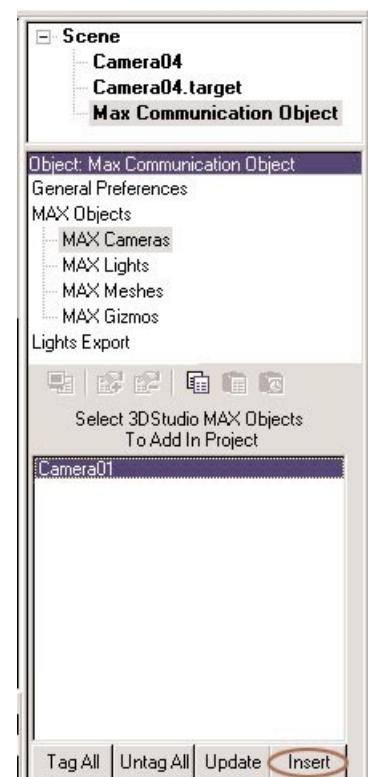 Scene
Camera04
Camera04.target
Max Communication Object
Object: Max Communication Object
General Preferences
MAX Objects
MAX Cameras
MAX Lights
MAX Meshes
MAX Gizmos
Lights Export
Select 3DStudio MAX Objects
To Add In Project
Camera01
Tag All Untag All Update Insert